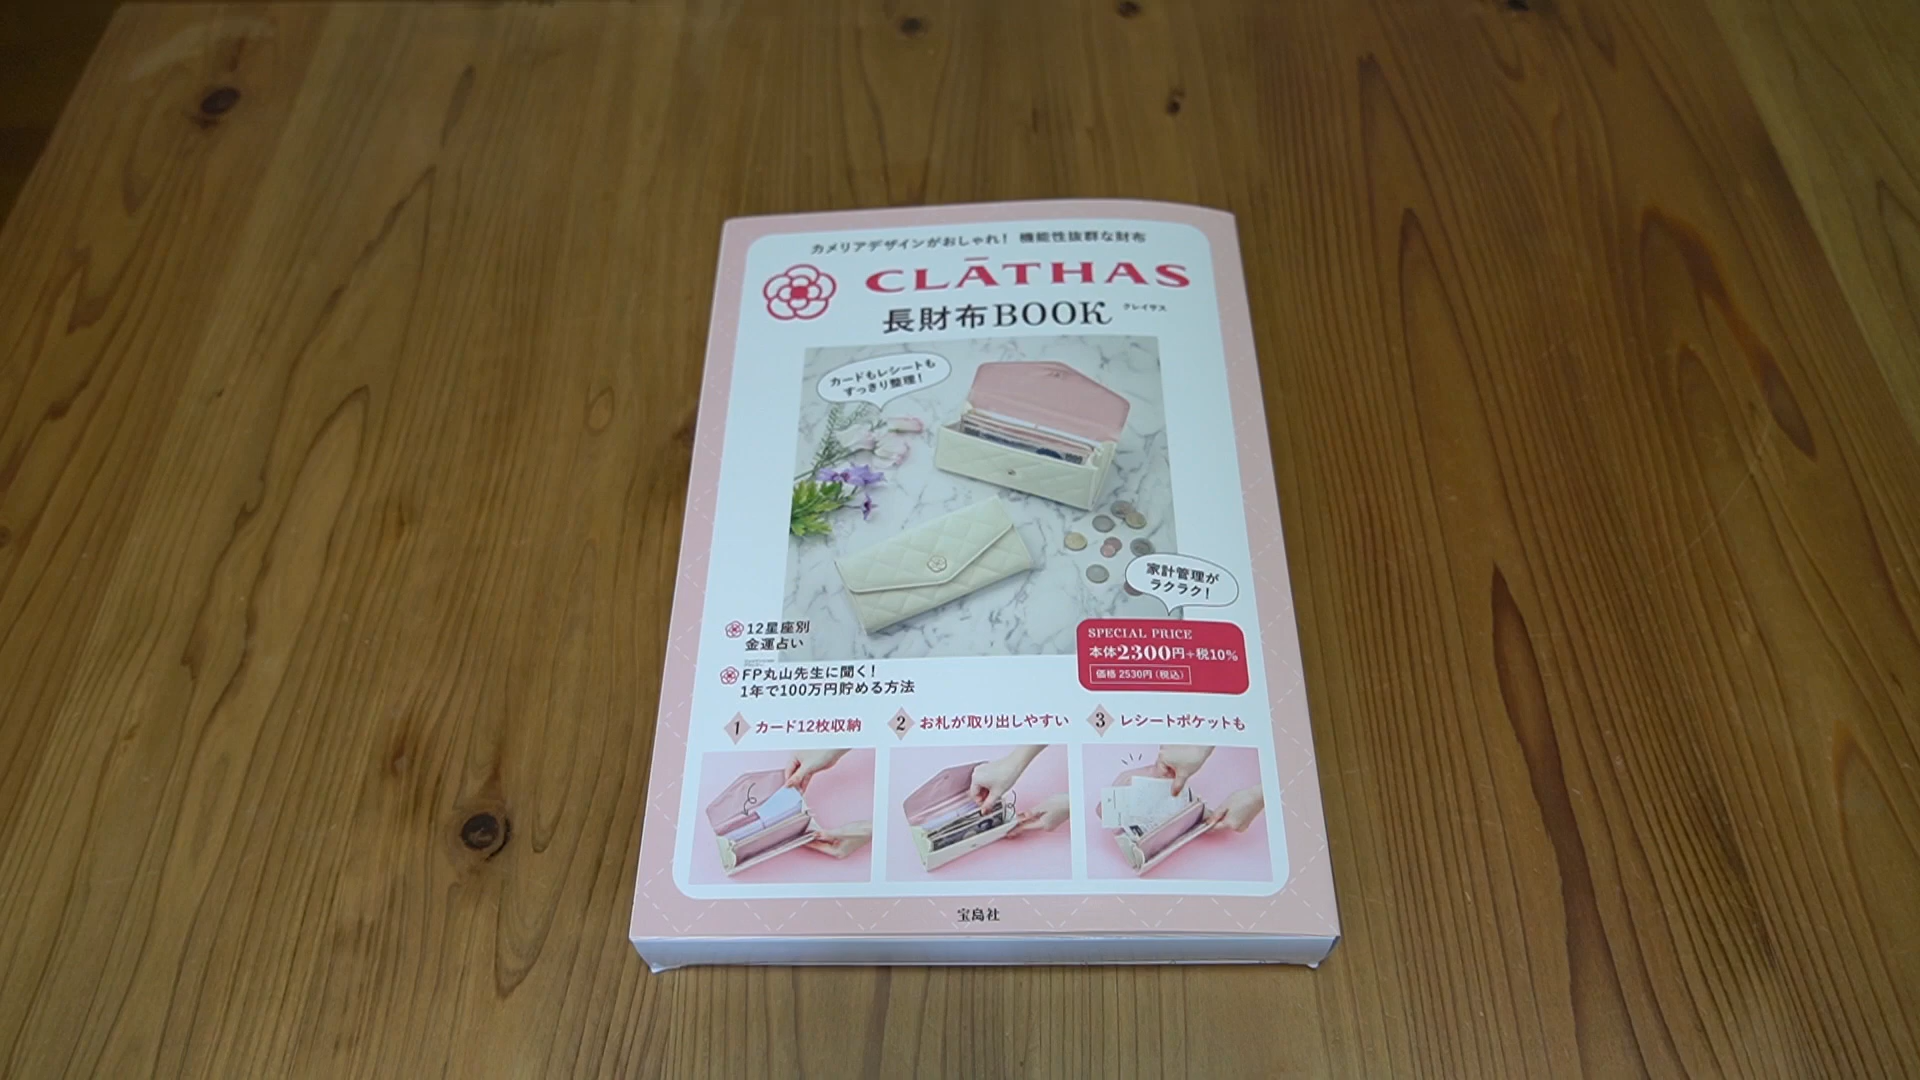 カメリアデザインがおしゃれ! 機能性抜群な財布
CLĀTHAS
長財布BOOK クレイサス
カードもレシートも
すっきり整理!
家計管理が
ラクラク!
12星座別
金運占い
FP丸山先生に聞く!
1年で100万円貯める方法
SPECIAL PRICE
本体2300円+税10%
価格 2530円(税込)
1 カード12枚収納
2 お札が取り出しやすい
3 レシートポケットも
宝島社